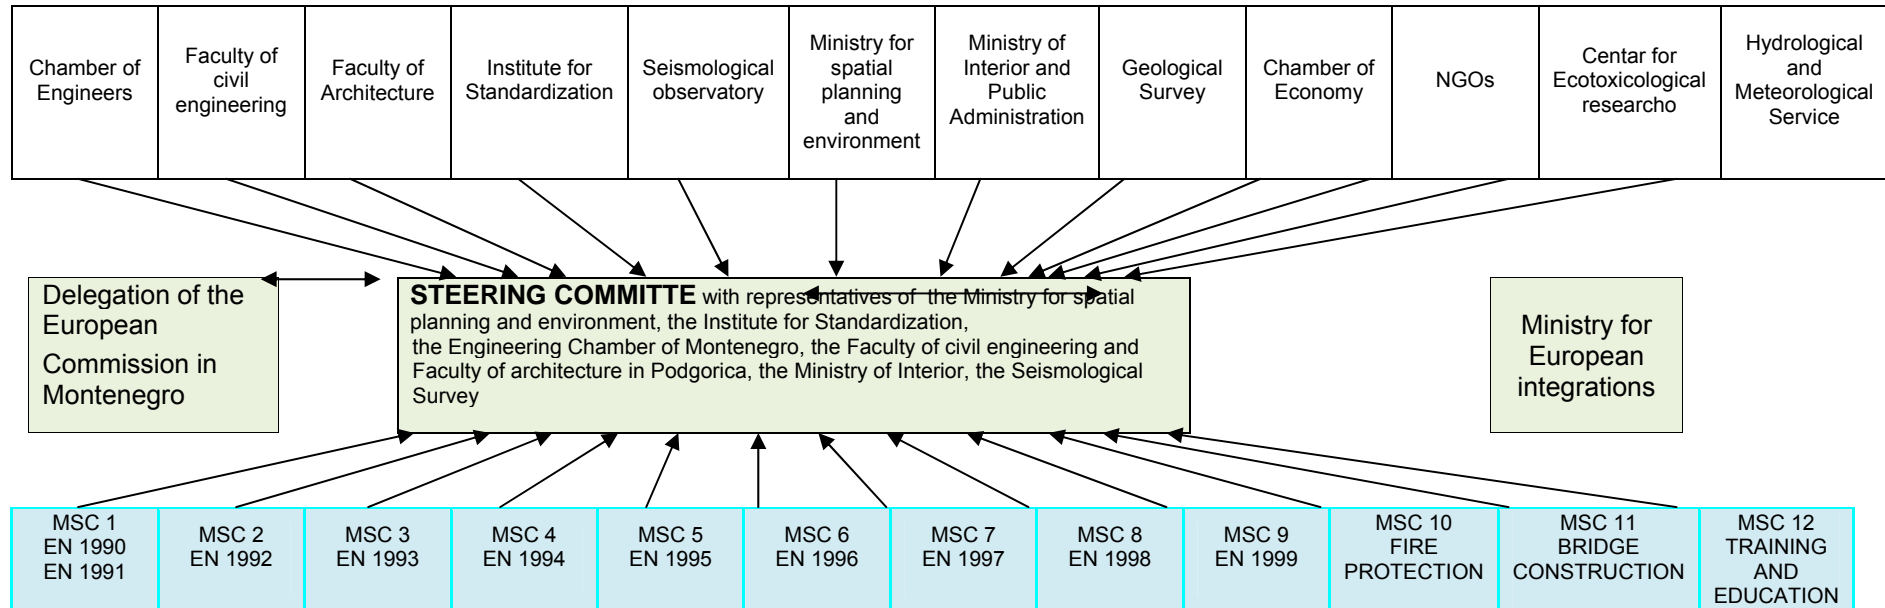 Chamber of
Engineers
Faculty of
civil
engineering
Faculty of
Architecture
Institute for
Standardization
Seismological
observatory
Ministry for
spatial
planning
and
environment
Ministry of
Interior and
Public
Administration
Geological
Survey
Chamber of
Economy
NGOs
Centar for
Ecotoxicological
researcho
Hydrological
and
Meteorological
Service
Delegation of the
European
Commission in
Montenegro
STEERING COMMITTE with representatives of the Ministry for spatial
planning and environment, the Institute for Standardization,
the Engineering Chamber of Montenegro, the Faculty of civil engineering and
Faculty of architecture in Podgorica, the Ministry of Interior, the Seismological
Survey
Ministry for
European
integrations
MSC 1
EN 1990
EN 1991
MSC 2
EN 1992
MSC 3
EN 1993
MSC 4
EN 1994
MSC 5
EN 1995
MSC 6
EN 1996
MSC 7
EN 1997
MSC 8
EN 1998
MSC 9
EN 1999
MSC 10
FIRE
PROTECTION
MSC 11
BRIDGE
CONSTRUCTION
MSC 12
TRAINING
AND
EDUCATION